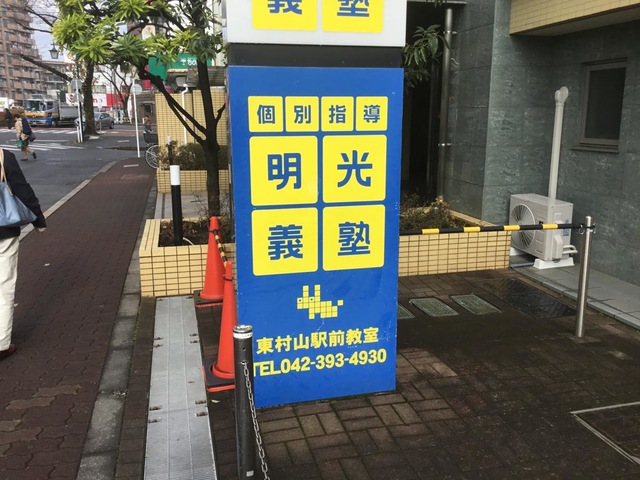 義塾
個別指導
明光
義塾
東村山駅前教室
TEL042-393-4930